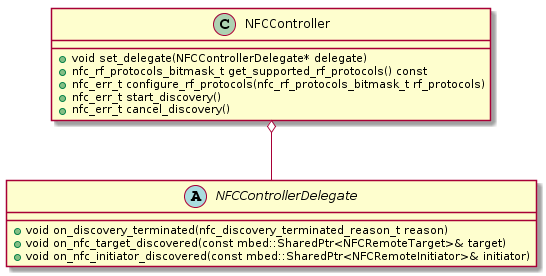 C NFCController
void set_delegate(NFCControllerDelegate* delegate)
nfc_rf_protocols_bitmask_t get_supported_rf_protocols() const
nfc_err_t configure_rf_protocols(nfc_rf_protocols_bitmask_t rf_protocols)
nfc_err_t start_discovery()
nfc_err_t cancel_discovery()
A NFCControllerDelegate
void on_discovery_terminated(nfc_discovery_terminated_reason_t reason)
void on_nfc_target_discovered(const mbed::SharedPtr<NFCRemoteTarget>& target)
void on_nfc_initiator_discovered(const mbed::SharedPtr<NFCRemoteInitiator>& initiator)